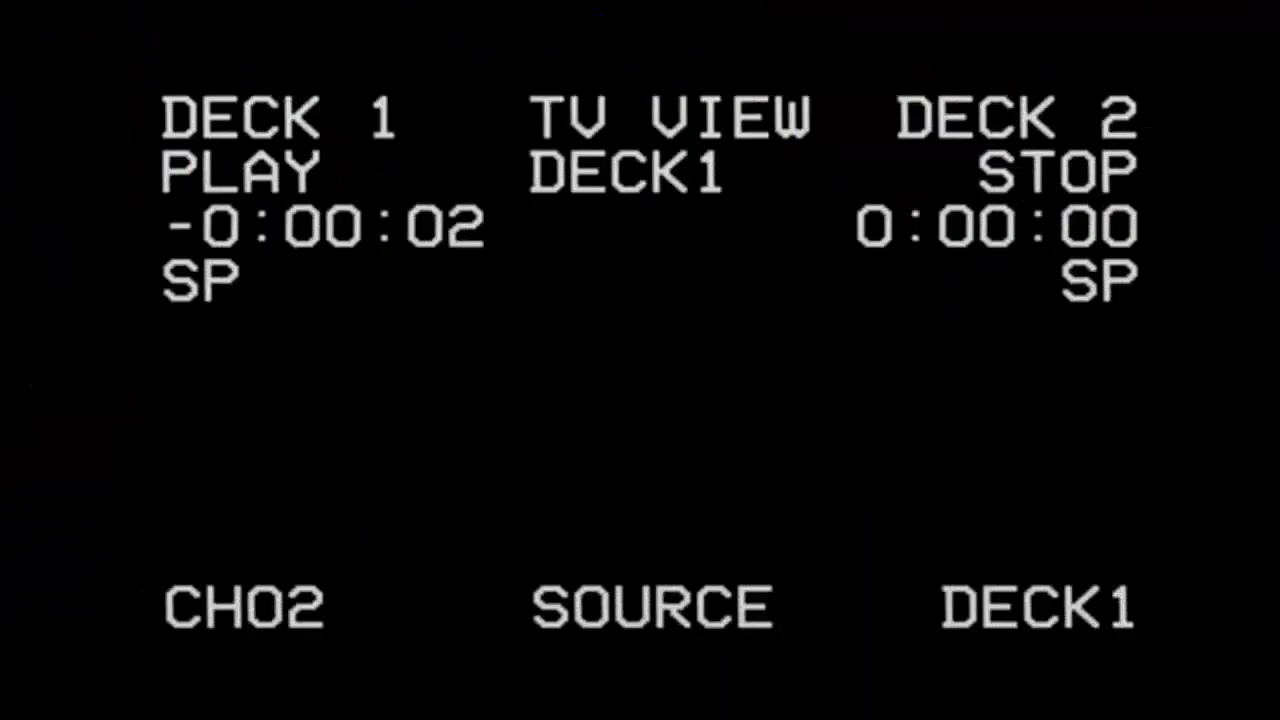 DECK 1 TV VIEW DECK 2
PLAY DECK1 STOP
-0:00:02 0:00:00
SP SP
CH02 SOURCE DECK1